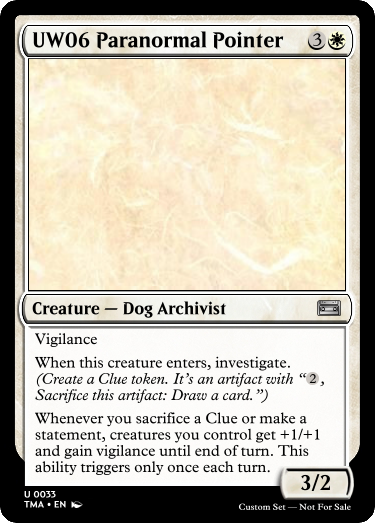 UW06 Paranormal Pointer 3
Creature — Dog Archivist
Vigilance
When this creature enters, investigate.
(Create a Clue token. It's an artifact with “2,
Sacrifice this artifact: Draw a card.”)
Whenever you sacrifice a Clue or make a
statement, creatures you control get +1/+1
and gain vigilance until end of turn. This
ability triggers only once each turn.
3/2
U 0033
TMA • EN
Custom Set — Not For Sale